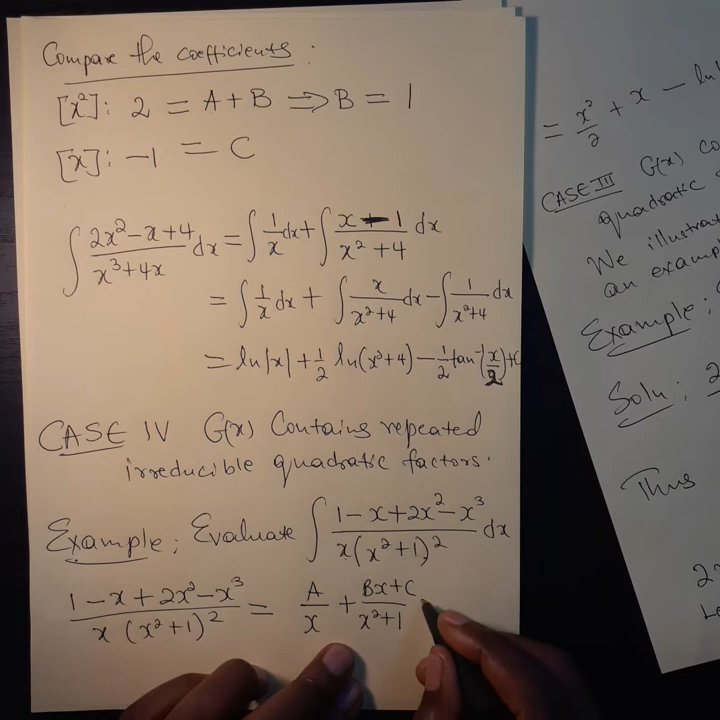 Compare the coefficients :
[x²]: 2 = A + B ⇒ B = 1
[x]: -1 = C
∫ (2x² - x + 4)/(x³ + 4x) dx = ∫ 1/x dx + ∫ (x - 1)/(x² + 4) dx
= ∫ 1/x dx + ∫ x/(x²+4) dx - ∫ 1/(x²+4) dx
= ln|x| + 1/2 ln(x²+4) - 1/2 tan⁻¹(x/2) + C
CASE IV G(x) Contains repeated
irreducible quadratic factors.
Example ; Evaluate ∫ (1 - x + 2x² - x³)/(x(x²+1)²) dx
(1 - x + 2x² - x³)/(x (x²+1)²) = A/x + (Bx+C)/(x²+1)
= x²/2 + x - ln
CASE III G(x) co
quadratic
We illustrat
an examp
Example ;
Soln ; 2
Thus
2